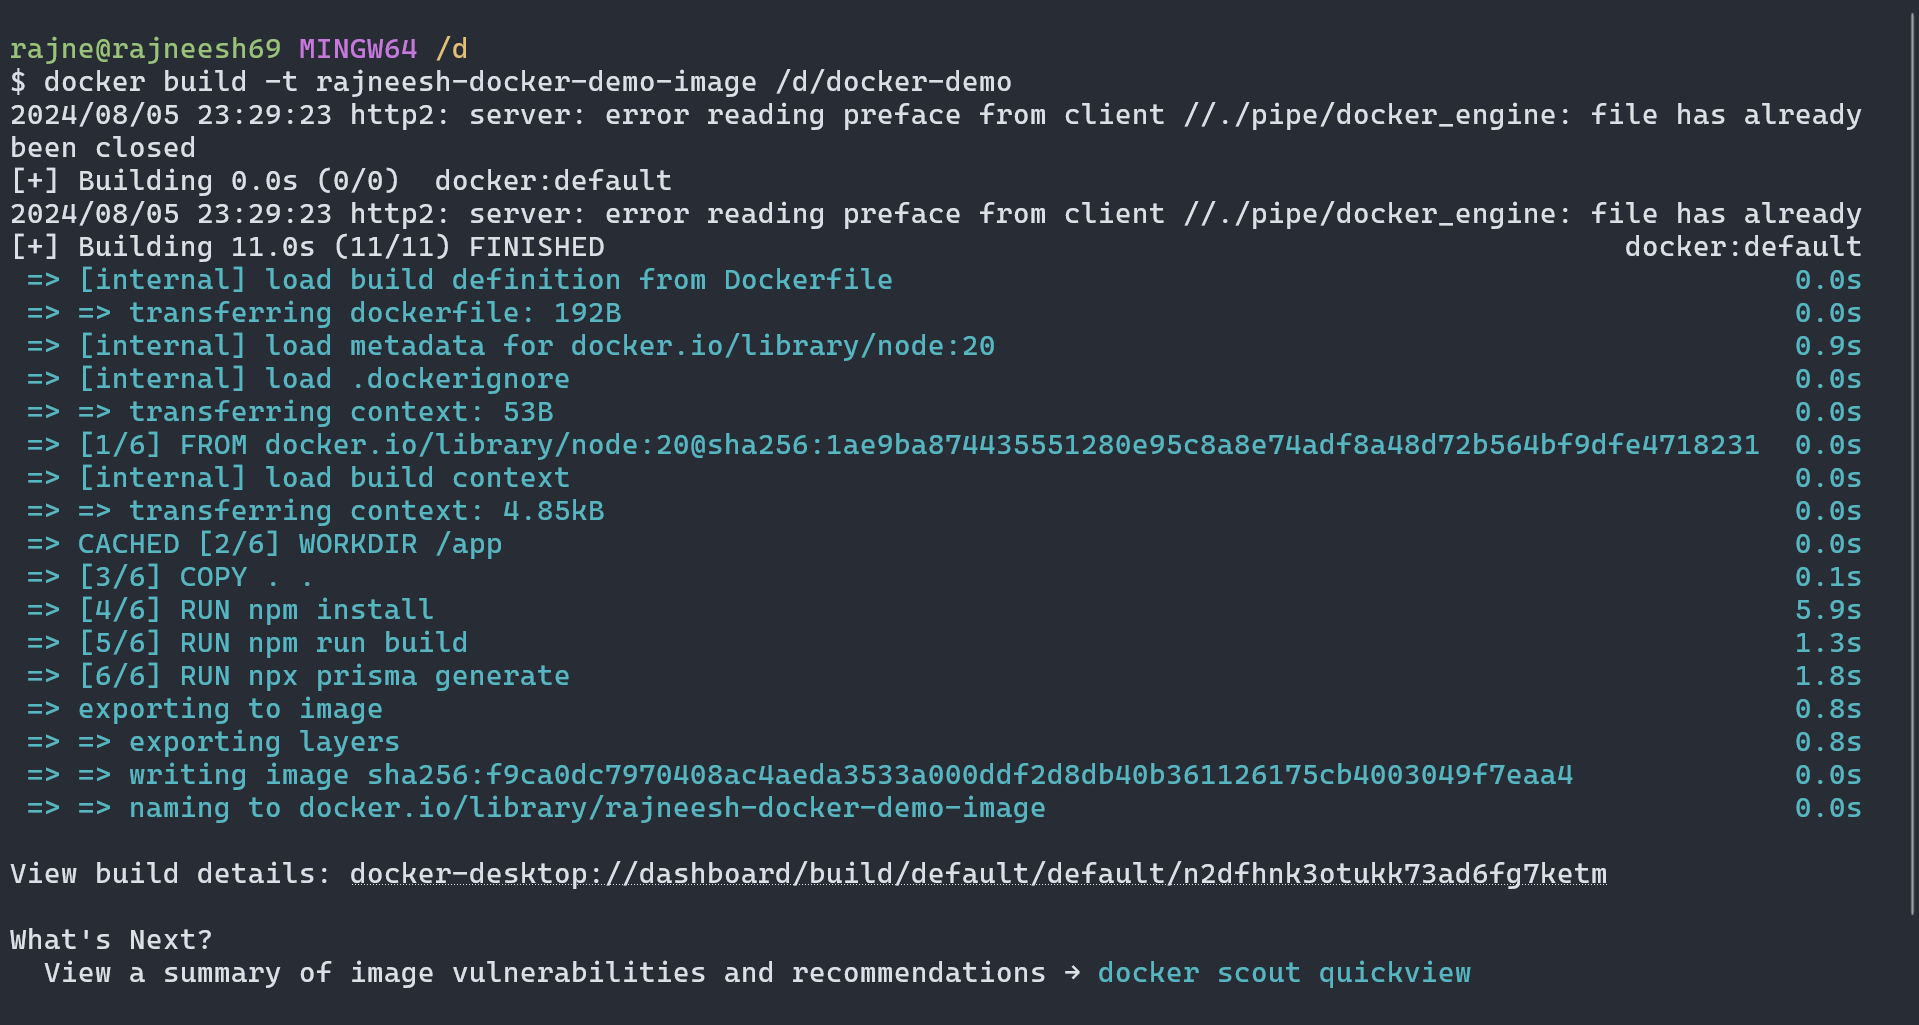 rajne@rajneesh69 MINGW64 /d
$ docker build -t rajneesh-docker-demo-image /d/docker-demo
2024/08/05 23:29:23 http2: server: error reading preface from client //./pipe/docker_engine: file has already
been closed
[+] Building 0.0s (0/0)  docker:default
2024/08/05 23:29:23 http2: server: error reading preface from client //./pipe/docker_engine: file has already
[+] Building 11.0s (11/11) FINISHED docker:default
=> [internal] load build definition from Dockerfile 0.0s
=> => transferring dockerfile: 192B 0.0s
=> [internal] load metadata for docker.io/library/node:20 0.9s
=> [internal] load .dockerignore 0.0s
=> => transferring context: 53B 0.0s
=> [1/6] FROM docker.io/library/node:20@sha256:1ae9ba874435551280e95c8a8e74adf8a48d72b564bf9dfe4718231 0.0s
=> [internal] load build context 0.0s
=> => transferring context: 4.85kB 0.0s
=> CACHED [2/6] WORKDIR /app 0.0s
=> [3/6] COPY . . 0.1s
=> [4/6] RUN npm install 5.9s
=> [5/6] RUN npm run build 1.3s
=> [6/6] RUN npx prisma generate 1.8s
=> exporting to image 0.8s
=> => exporting layers 0.8s
=> => writing image sha256:f9ca0dc7970408ac4aeda3533a000ddf2d8db40b361126175cb4003049f7eaa4 0.0s
=> => naming to docker.io/library/rajneesh-docker-demo-image 0.0s
View build details: docker-desktop://dashboard/build/default/default/n2dfhnk3otukk73ad6fg7ketm
What's Next?
View a summary of image vulnerabilities and recommendations → docker scout quickview